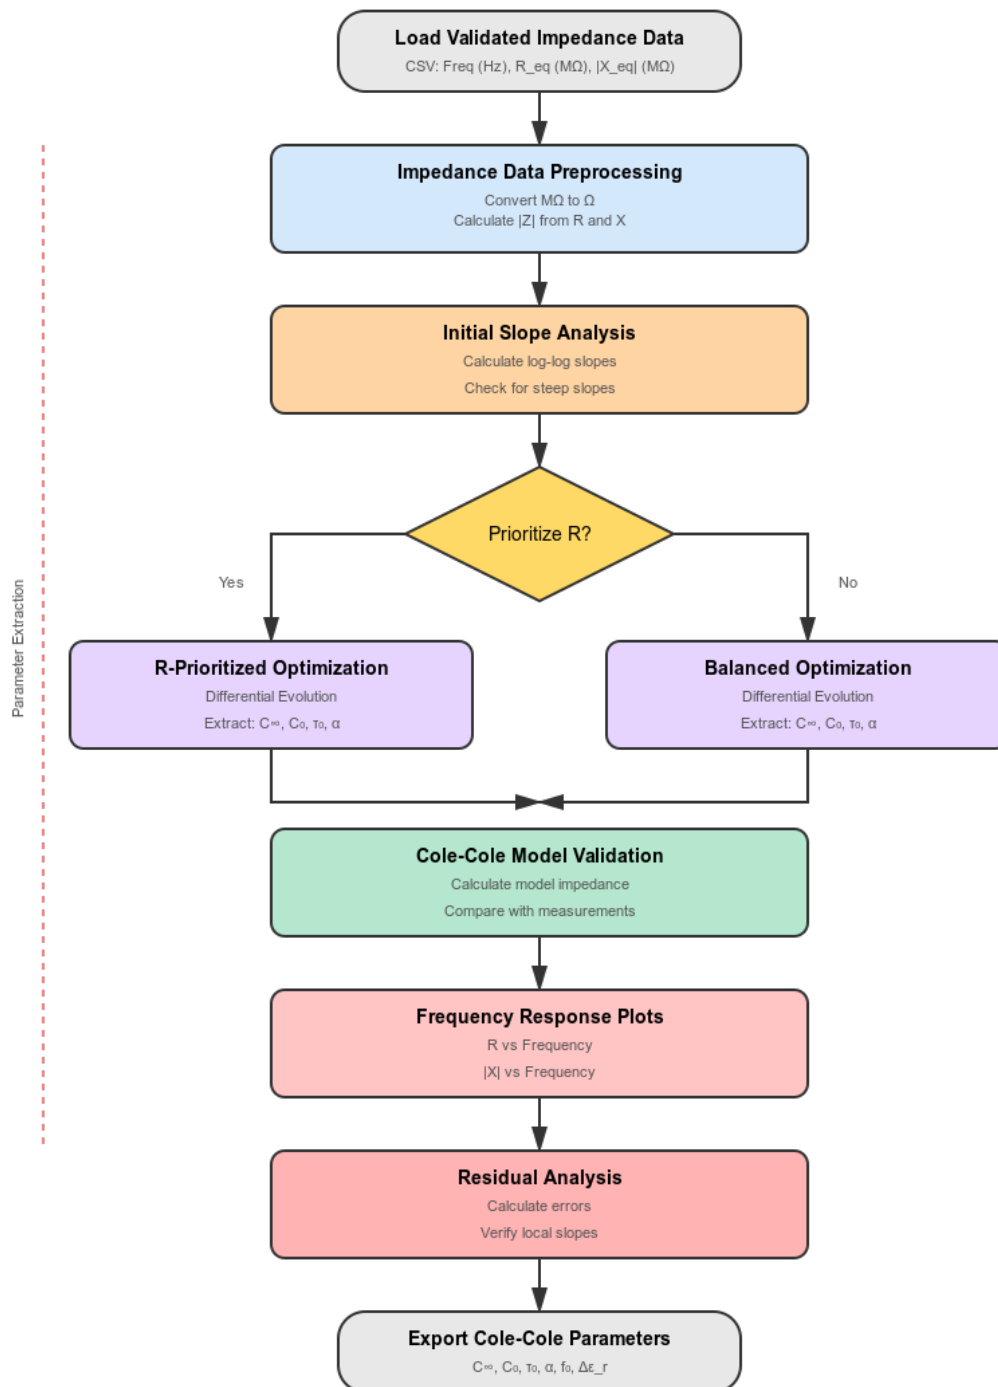 Load Validated Impedance Data
CSV: Freq (Hz), R_eq (MΩ), |X_eq| (MΩ)
Impedance Data Preprocessing
Convert MΩ to Ω
Calculate |Z| from R and X
Initial Slope Analysis
Calculate log-log slopes
Check for steep slopes
Prioritize R?
Yes
No
Parameter Extraction
R-Prioritized Optimization
Differential Evolution
Extract: C∞, C₀, τ₀, α
Balanced Optimization
Differential Evolution
Extract: C∞, C₀, τ₀, α
Cole-Cole Model Validation
Calculate model impedance
Compare with measurements
Frequency Response Plots
R vs Frequency
|X| vs Frequency
Residual Analysis
Calculate errors
Verify local slopes
Export Cole-Cole Parameters
C∞, C₀, τ₀, α, f₀, Δε_r